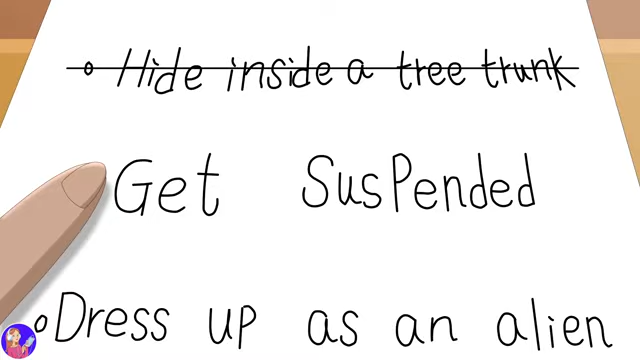 Hide inside a tree trunk
Get SusPended
Dress up as an alien